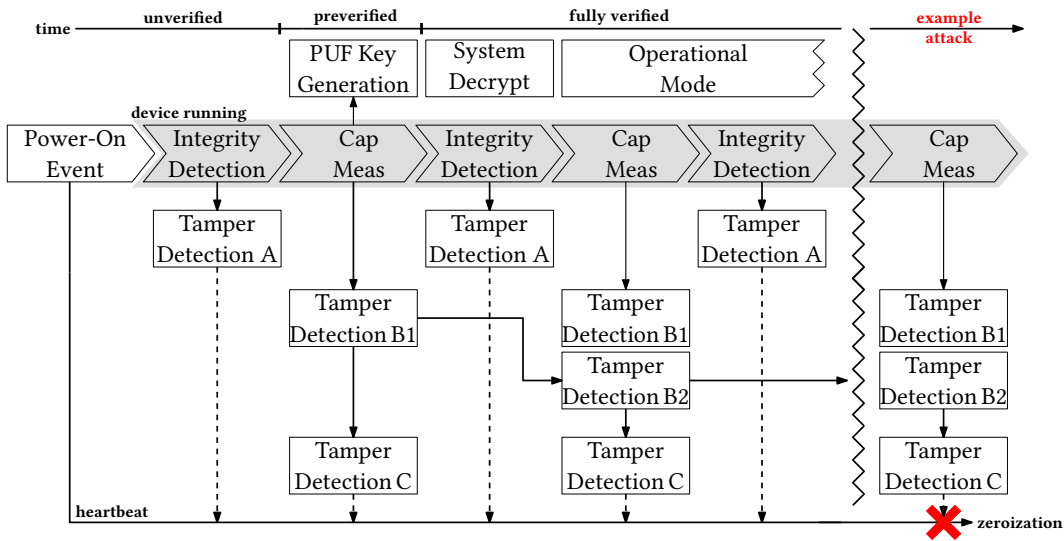 time
unverified
preverified
fully verified
example
attack
PUF Key
Generation
System
Decrypt
Operational
Mode
device running
Power-On
Event
Integrity
Detection
Cap
Meas
Integrity
Detection
Cap
Meas
Integrity
Detection
Cap
Meas
Tamper
Detection A
Tamper
Detection A
Tamper
Detection A
Tamper
Detection B1
Tamper
Detection B1
Tamper
Detection B1
Tamper
Detection B2
Tamper
Detection B2
Tamper
Detection C
Tamper
Detection C
Tamper
Detection C
heartbeat
zeroization